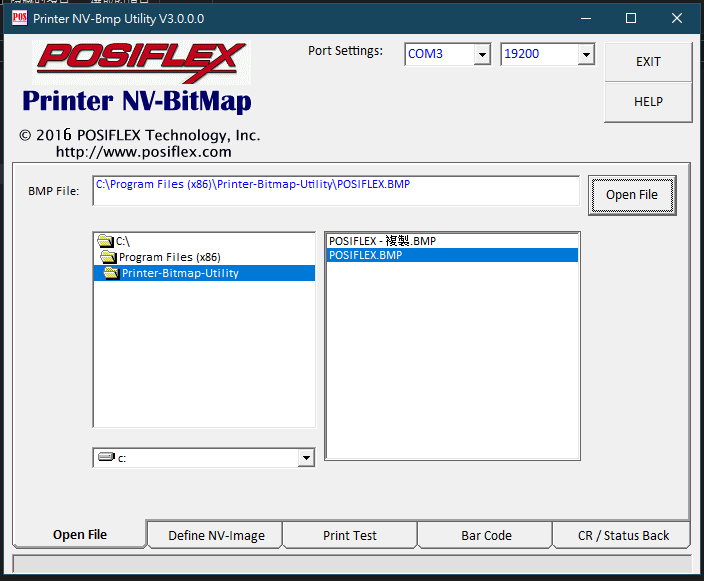 Printer NV-Bmp Utility V3.0.0.0
POS
POSIFLEX
Printer NV-BitMap
© 2016 POSIFLEX Technology, Inc.
http://www.posiflex.com
Port Settings:
COM3
19200
EXIT
HELP
BMP File:
C:\Program Files (x86)\Printer-Bitmap-Utility\POSIFLEX.BMP
Open File
C:\
Program Files (x86)
Printer-Bitmap-Utility
POSIFLEX - 複製.BMP
POSIFLEX.BMP
c:
Open File
Define NV-Image
Print Test
Bar Code
CR / Status Back